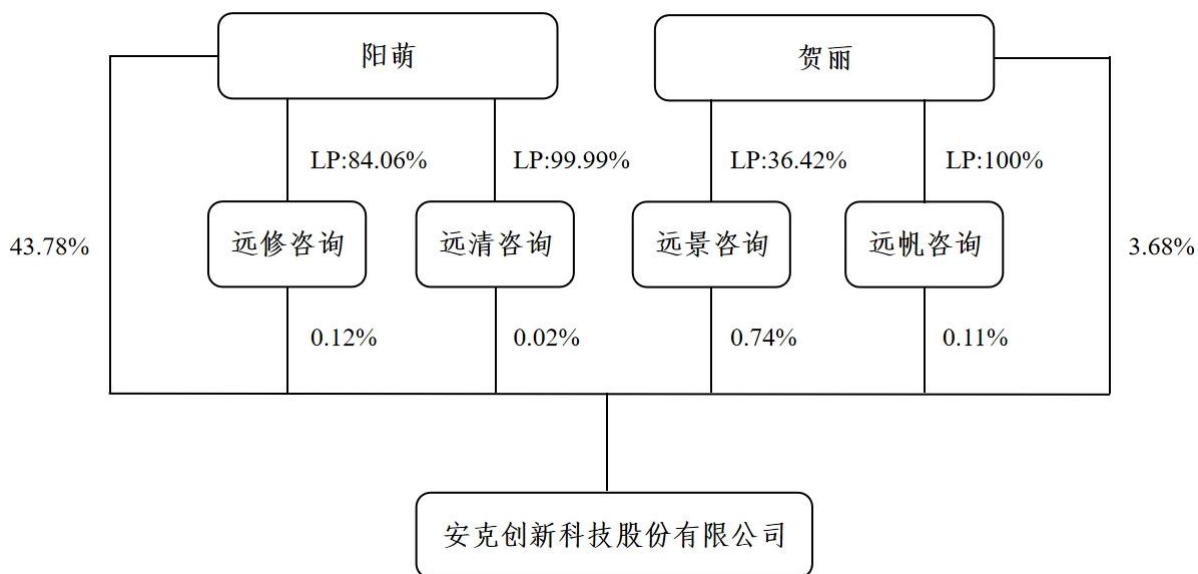 阳萌
贺丽
LP:84.06%
LP:99.99%
LP:36.42%
LP:100%
43.78%
远修咨询
远清咨询
远景咨询
远帆咨询
3.68%
0.12%
0.02%
0.74%
0.11%
安克创新科技股份有限公司